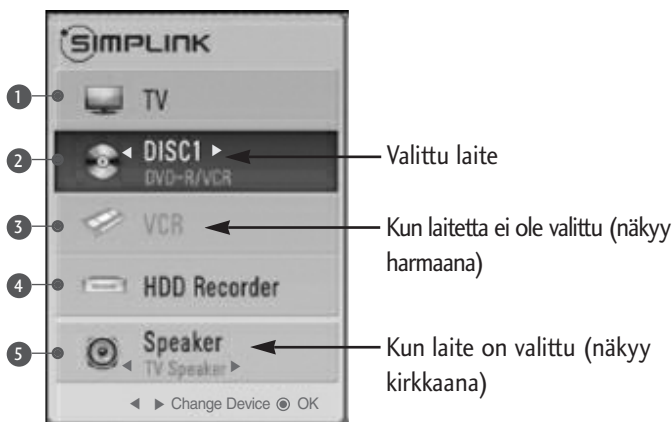 SIMPLINK
1 TV
2 ◀ DISC1 ▶
DVD-R/VCR
Valittu laite
3 VCR
Kun laitetta ei ole valittu (näkyy
harmaana)
4 HDD Recorder
5 Speaker
◀ TV Speaker ▶
Kun laite on valittu (näkyy
kirkkaana)
◀ ▶ Change Device ◉ OK